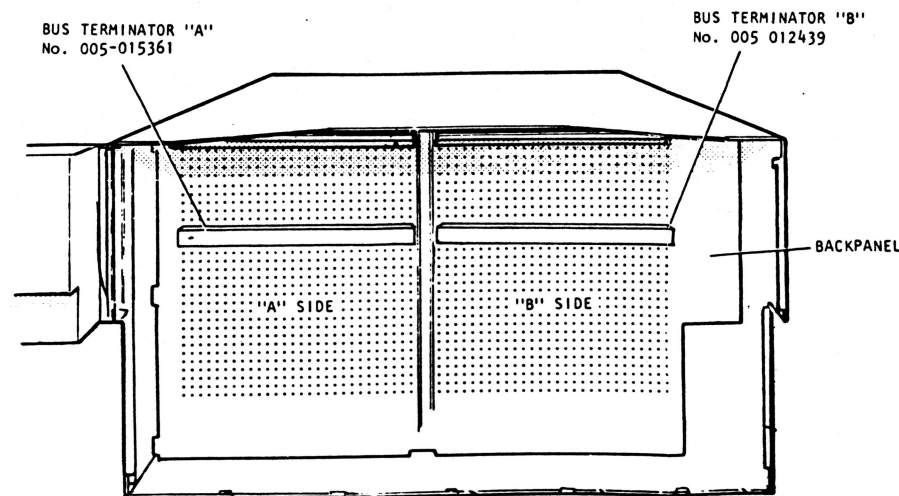 BUS TERMINATOR "A"
No. 005-015361
BUS TERMINATOR "B"
No. 005 012439
BACKPANEL
"A" SIDE
"B" SIDE